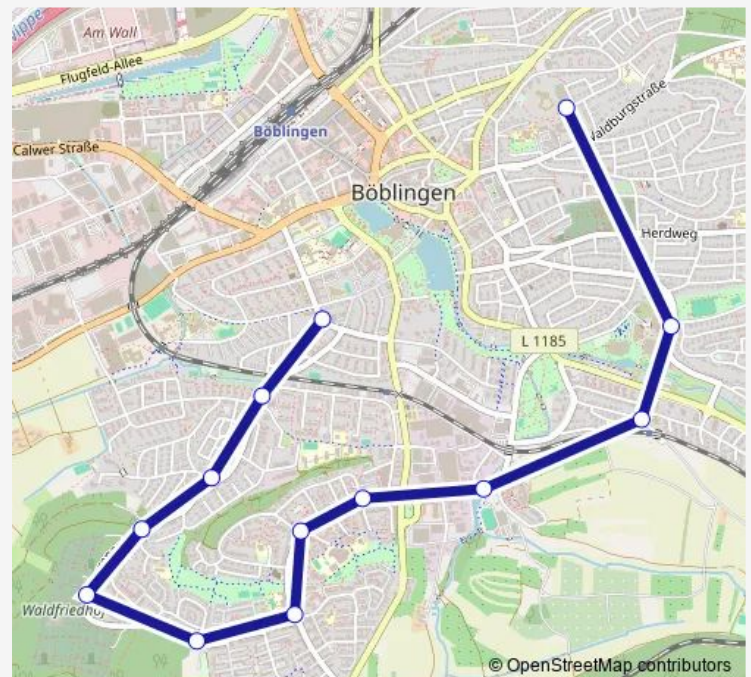 Am Wall
Flugfeld-Allee
Böblingen
Calwer Straße
Waldburgstraße
Böblingen
Herdweg
L 1185
Waldfriedhof
© OpenStreetMap contributors